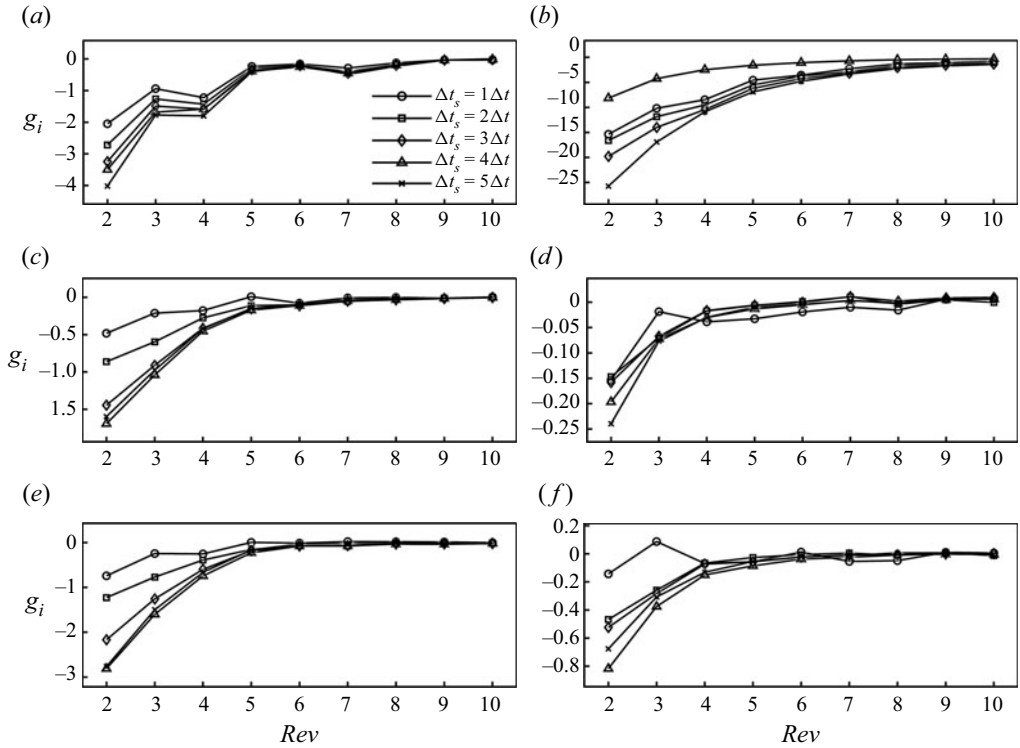 (a)
0
–1
–2
–3
–4
g_i
2 3 4 5 6 7 8 9 10
Δt_s = 1Δt
Δt_s = 2Δt
Δt_s = 3Δt
Δt_s = 4Δt
Δt_s = 5Δt
(b)
0
–5
–10
–15
–20
–25
2 3 4 5 6 7 8 9 10
(c)
0
–0.5
–1.0
1.5
g_i
2 3 4 5 6 7 8 9 10
(d)
0
–0.05
–0.10
–0.15
–0.20
–0.25
2 3 4 5 6 7 8 9 10
(e)
0
–1
–2
–3
g_i
2 3 4 5 6 7 8 9 10
Rev
(f)
0.2
0
–0.2
–0.4
–0.6
–0.8
2 3 4 5 6 7 8 9 10
Rev